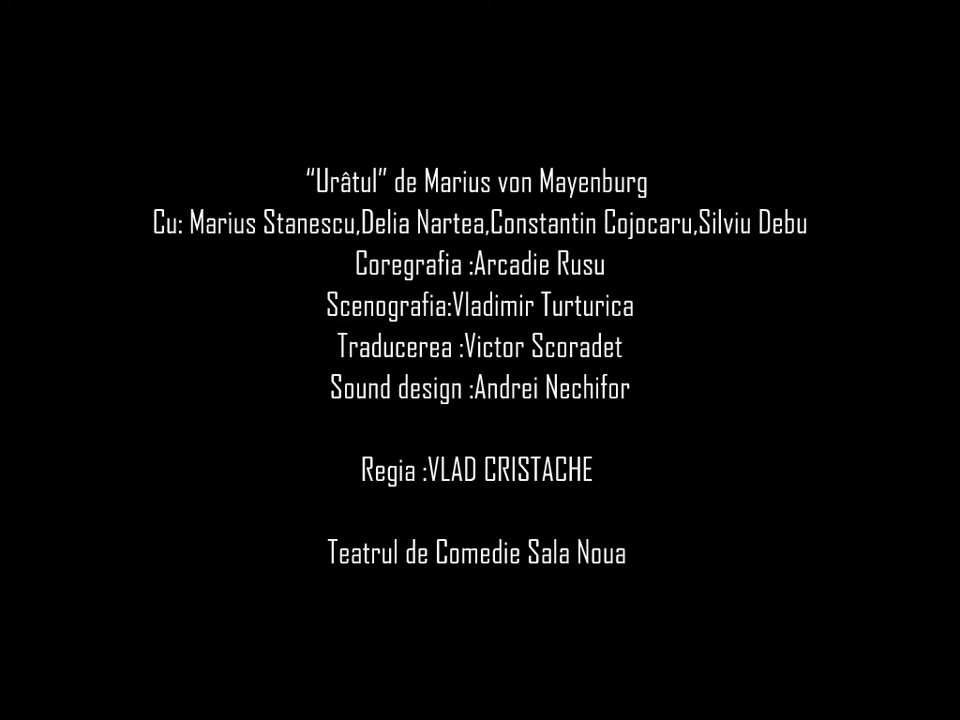 “Urâtul” de Marius von Mayenburg
Cu: Marius Stanescu,Delia Nartea,Constantin Cojocaru,Silviu Debu
Coregrafia :Arcadie Rusu
Scenografia:Vladimir Turturica
Traducerea :Victor Scoradet
Sound design :Andrei Nechifor
Regia :VLAD CRISTACHE
Teatrul de Comedie Sala Noua